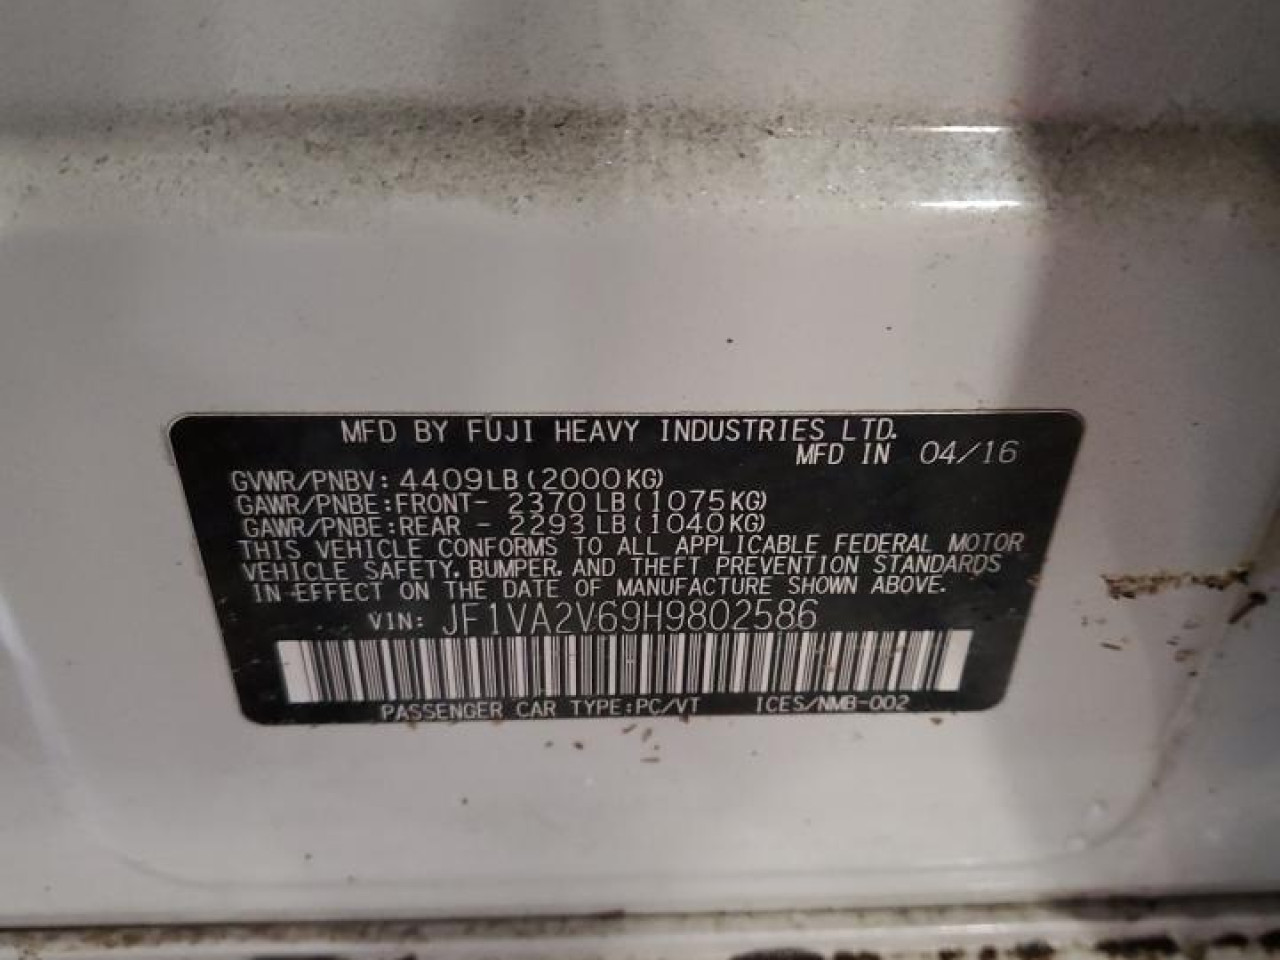 MFD BY FUJI HEAVY INDUSTRIES LTD.
MFD IN 04/16
GVWR/PNBV: 4409LB(2000KG)
GAWR/PNBE:FRONT- 2370LB(1075KG)
GAWR/PNBE:REAR - 2293LB(1040KG)
THIS VEHICLE CONFORMS TO ALL APPLICABLE FEDERAL MOTOR
VEHICLE SAFETY, BUMPER, AND THEFT PREVENTION STANDARDS
IN EFFECT ON THE DATE OF MANUFACTURE SHOWN ABOVE.
VIN: JF1VA2V69H9802586
PASSENGER CAR TYPE:PC/VT ICES/NMB-002